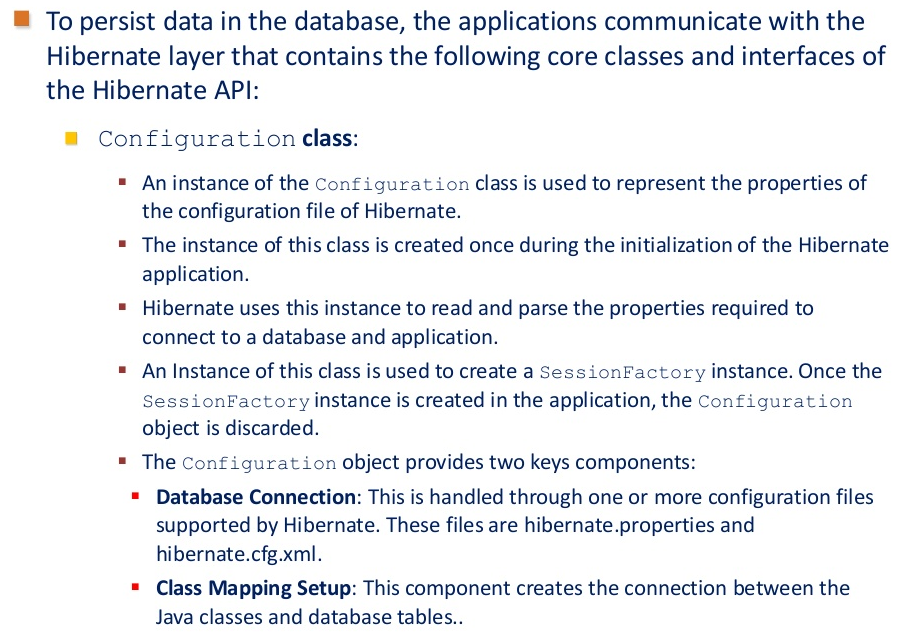 To persist data in the database, the applications communicate with the
Hibernate layer that contains the following core classes and interfaces of
the Hibernate API:
Configuration class:
An instance of the Configuration class is used to represent the properties of
the configuration file of Hibernate.
The instance of this class is created once during the initialization of the Hibernate
application.
Hibernate uses this instance to read and parse the properties required to
connect to a database and application.
An Instance of this class is used to create a SessionFactory instance. Once the
SessionFactory instance is created in the application, the Configuration
object is discarded.
The Configuration object provides two keys components:
Database Connection: This is handled through one or more configuration files
supported by Hibernate. These files are hibernate.properties and
hibernate.cfg.xml.
Class Mapping Setup: This component creates the connection between the
Java classes and database tables..